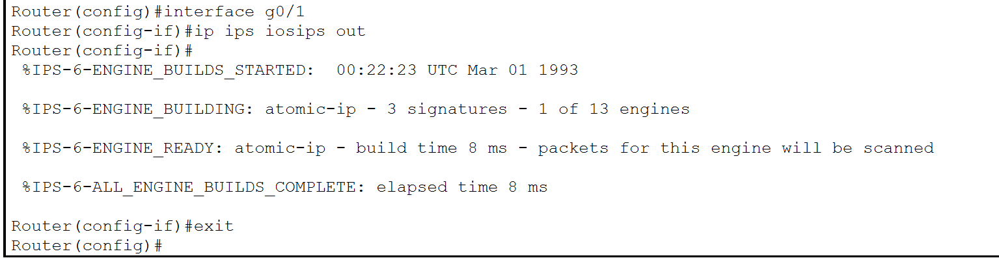 Router(config)#interface g0/1
Router(config-if)#ip ips iosips out
Router(config-if)#
%IPS-6-ENGINE_BUILDS_STARTED:  00:22:23 UTC Mar 01 1993
%IPS-6-ENGINE_BUILDING: atomic-ip - 3 signatures - 1 of 13 engines
%IPS-6-ENGINE_READY: atomic-ip - build time 8 ms - packets for this engine will be scanned
%IPS-6-ALL_ENGINE_BUILDS_COMPLETE: elapsed time 8 ms
Router(config-if)#exit
Router(config)#